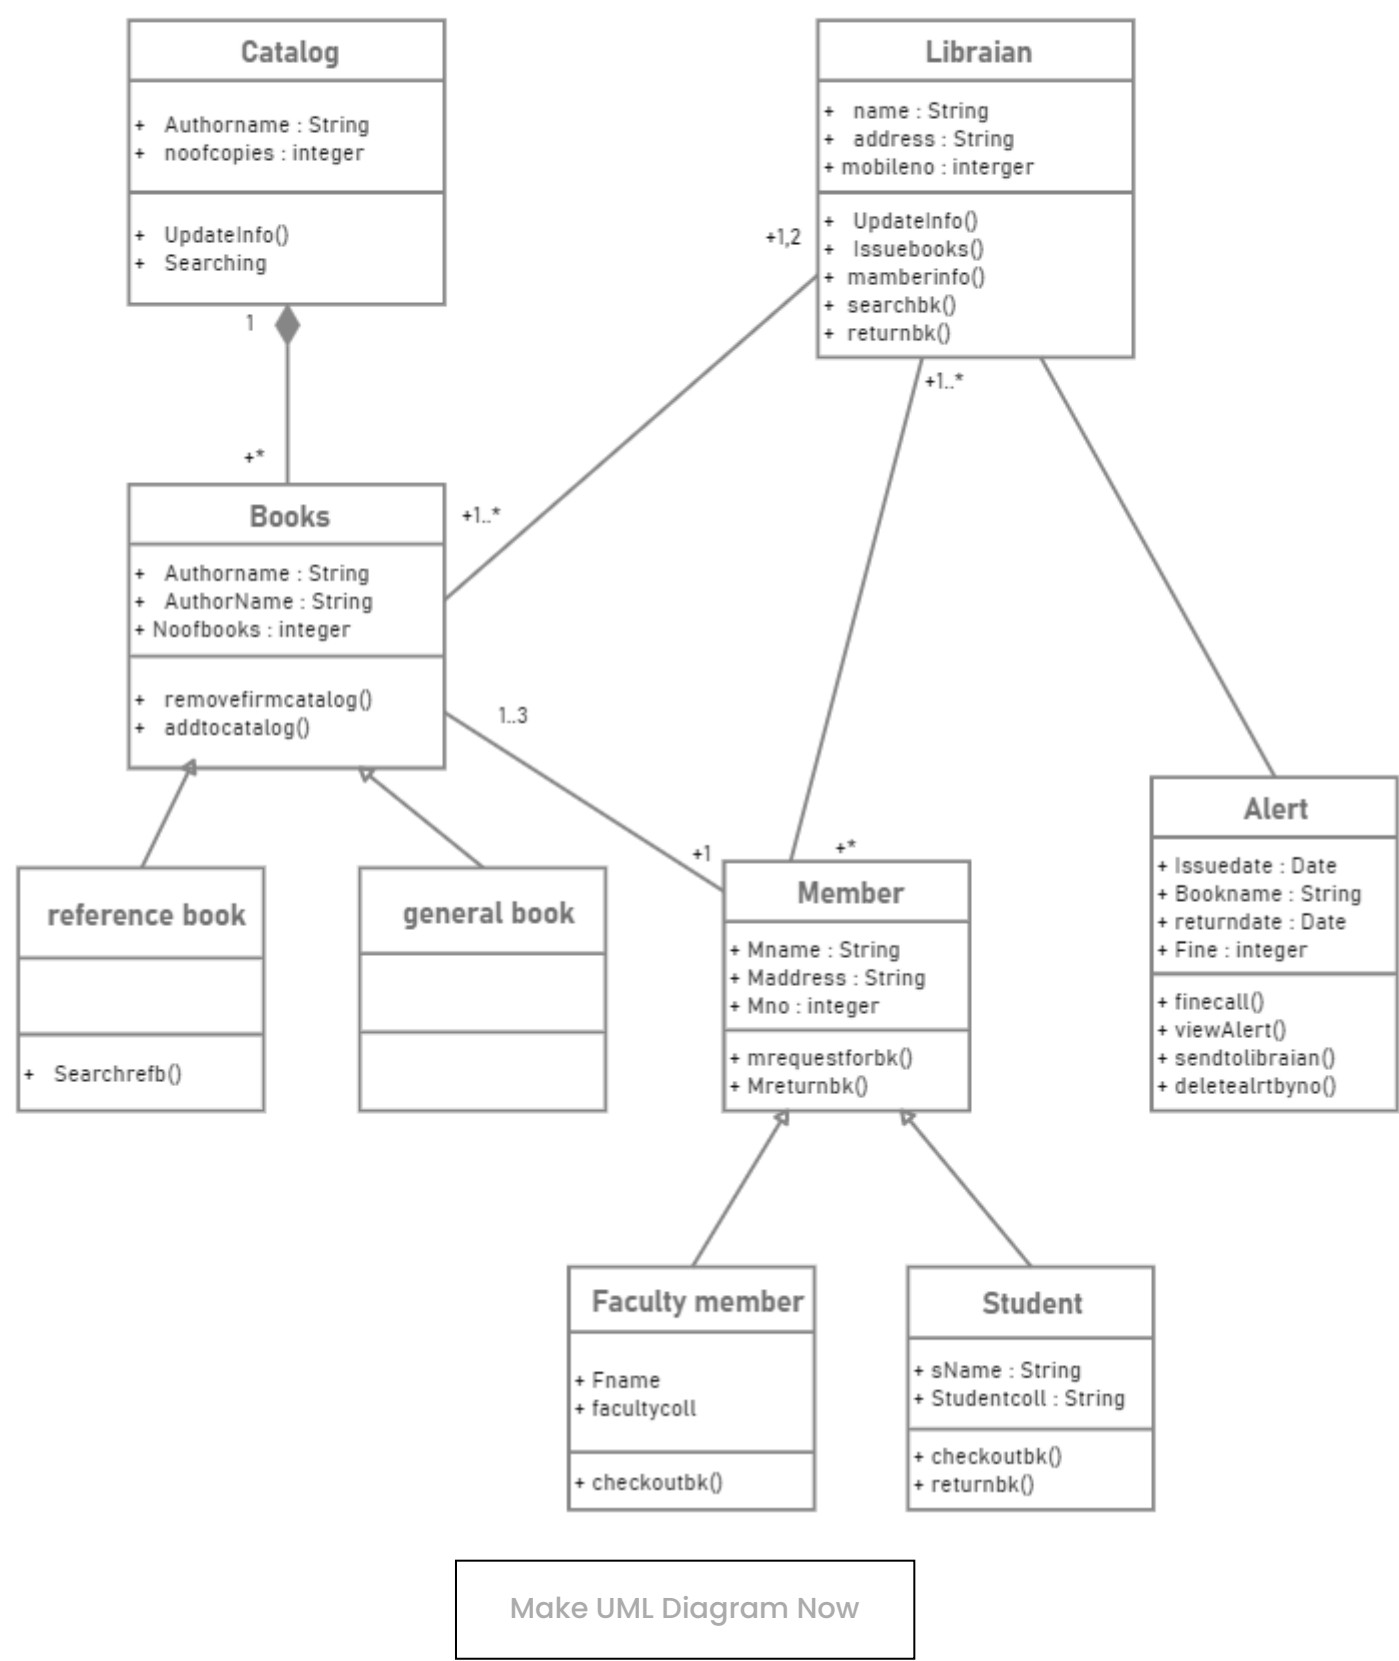 Catalog
+ Authorname : String
+ noofcopies : integer
+ UpdateInfo()
+ Searching
Libraian
+ name : String
+ address : String
+ mobileno : interger
+ UpdateInfo()
+ Issuebooks()
+ mamberinfo()
+ searchbk()
+ returnbk()
+1,2
1
+1..*
+*
+1..*
Books
+ Authorname : String
+ AuthorName : String
+ Noofbooks : integer
+ removefirmcatalog()
+ addtocatalog()
1..3
+1
+*
reference book
+ Searchrefb()
general book
Member
+ Mname : String
+ Maddress : String
+ Mno : integer
+ mrequestforbk()
+ Mreturnbk()
Alert
+ Issuedate : Date
+ Bookname : String
+ returndate : Date
+ Fine : integer
+ finecall()
+ viewAlert()
+ sendtolibraian()
+ deletealrtbyno()
Faculty member
+ Fname
+ facultycoll
+ checkoutbk()
Student
+ sName : String
+ Studentcoll : String
+ checkoutbk()
+ returnbk()
Make UML Diagram Now